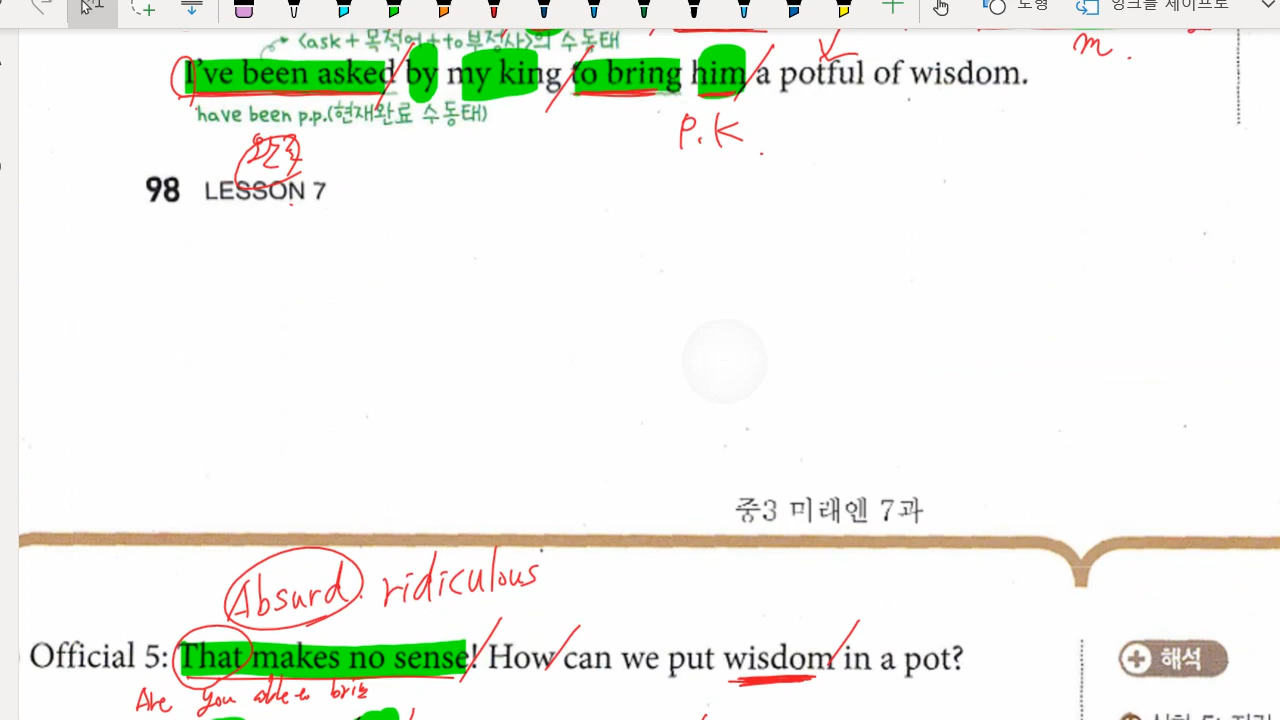 도형
잉크를 셰이프로
<ask+목적어+to부정사>의 수동태
m.
I've been asked by my king to bring him a potful of wisdom.
have been p.p.(현재완료 수동태)
P.K.
98 LESSON 7
중3 미래엔 7과
Absurd. ridiculous
Official 5: That makes no sense! How can we put wisdom in a pot?
해석
Are you able to